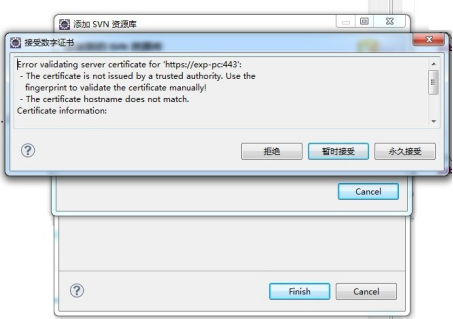 添加 SVN 资源库
接受数字证书
Error validating server certificate for 'https://exp-pc:443':
- The certificate is not issued by a trusted authority. Use the
fingerprint to validate the certificate manually!
- The certificate hostname does not match.
Certificate information:
拒绝
暂时接受
永久接受
Cancel
Finish
Cancel